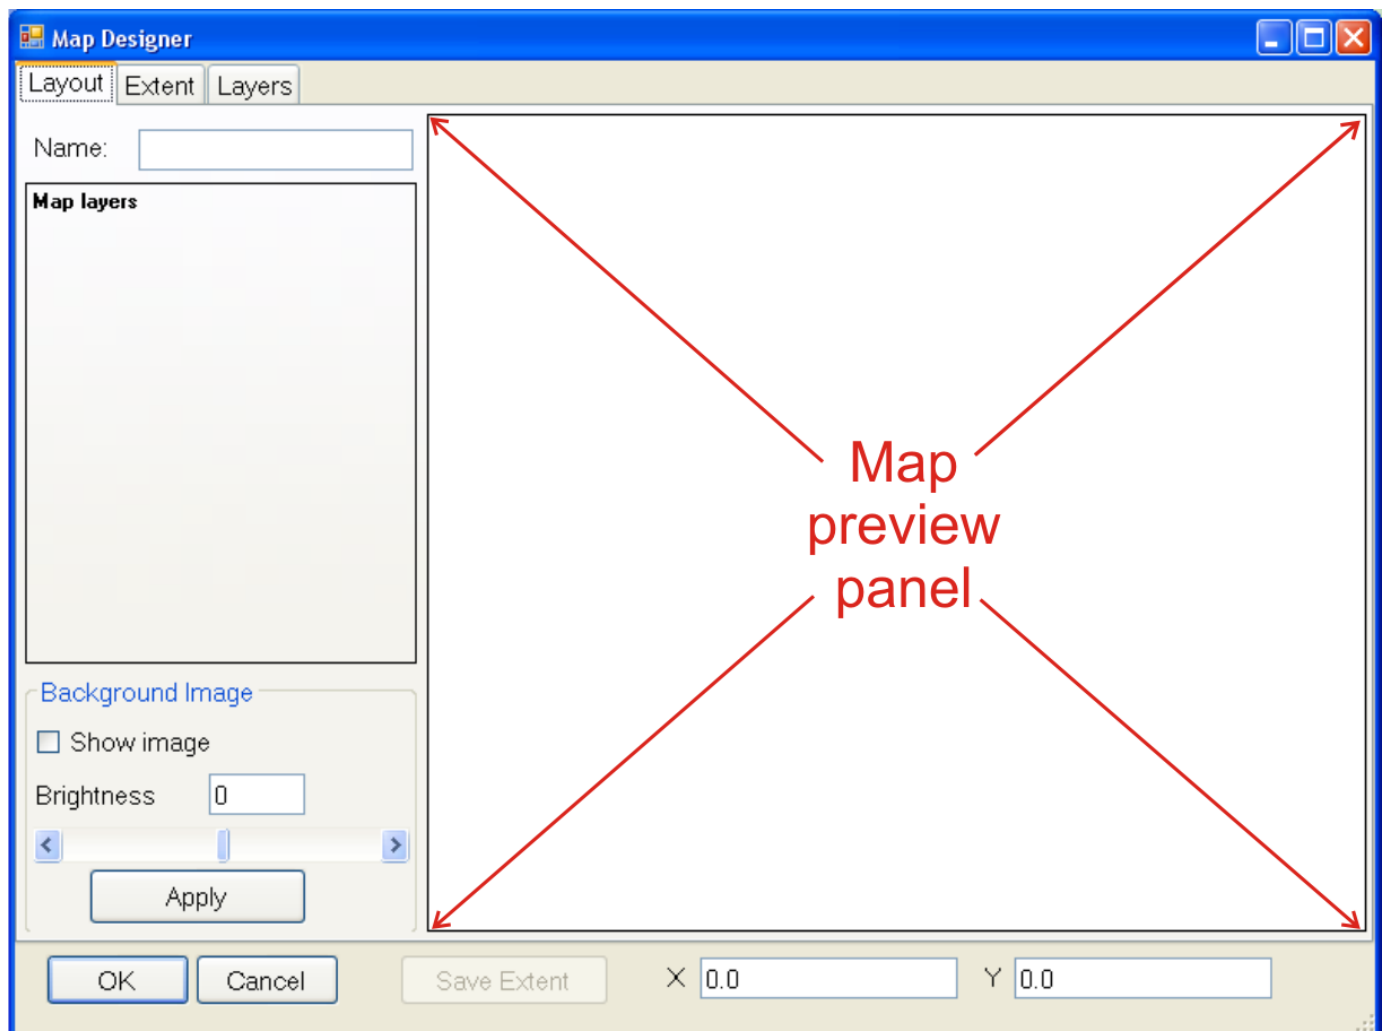 Map Designer
Layout Extent Layers
Name:
Map layers
Map
preview
panel
Background Image
Show image
Brightness 0
Apply
OK Cancel Save Extent X 0.0 Y 0.0